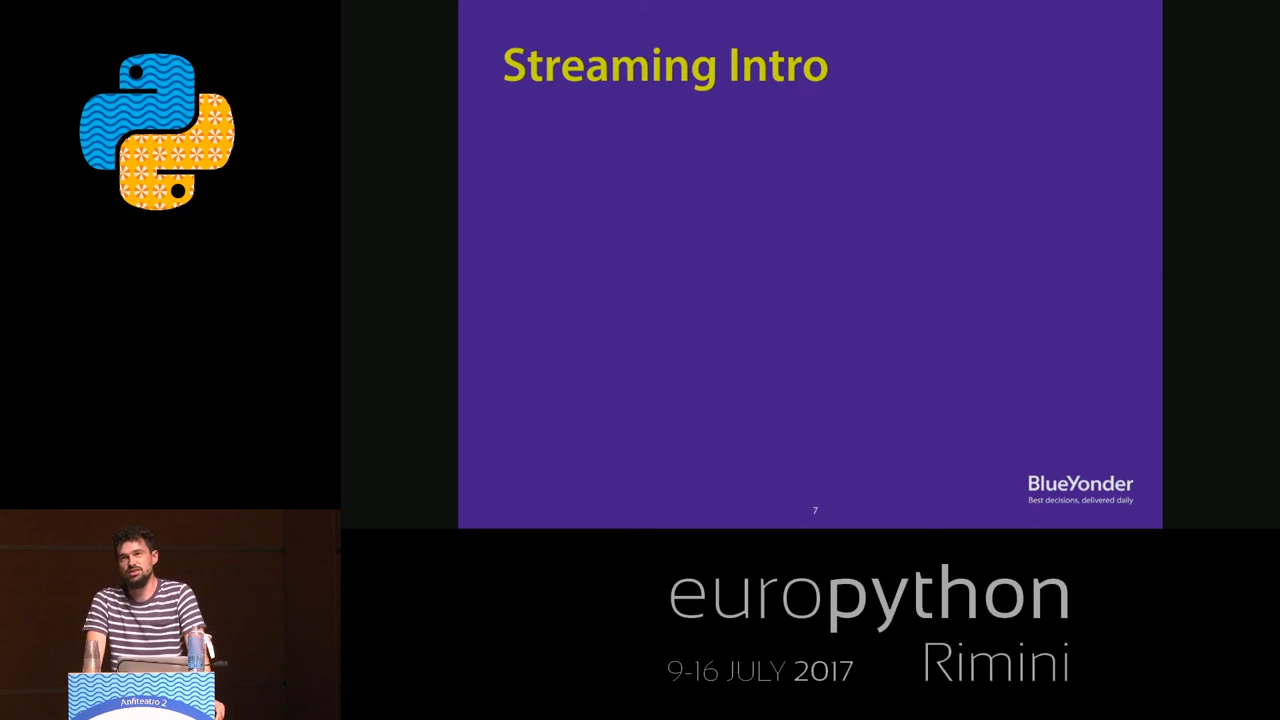 Streaming Intro
BlueYonder
Best decisions, delivered daily
7
europython
9-16 JULY 2017
Rimini
Anfiteatro 2